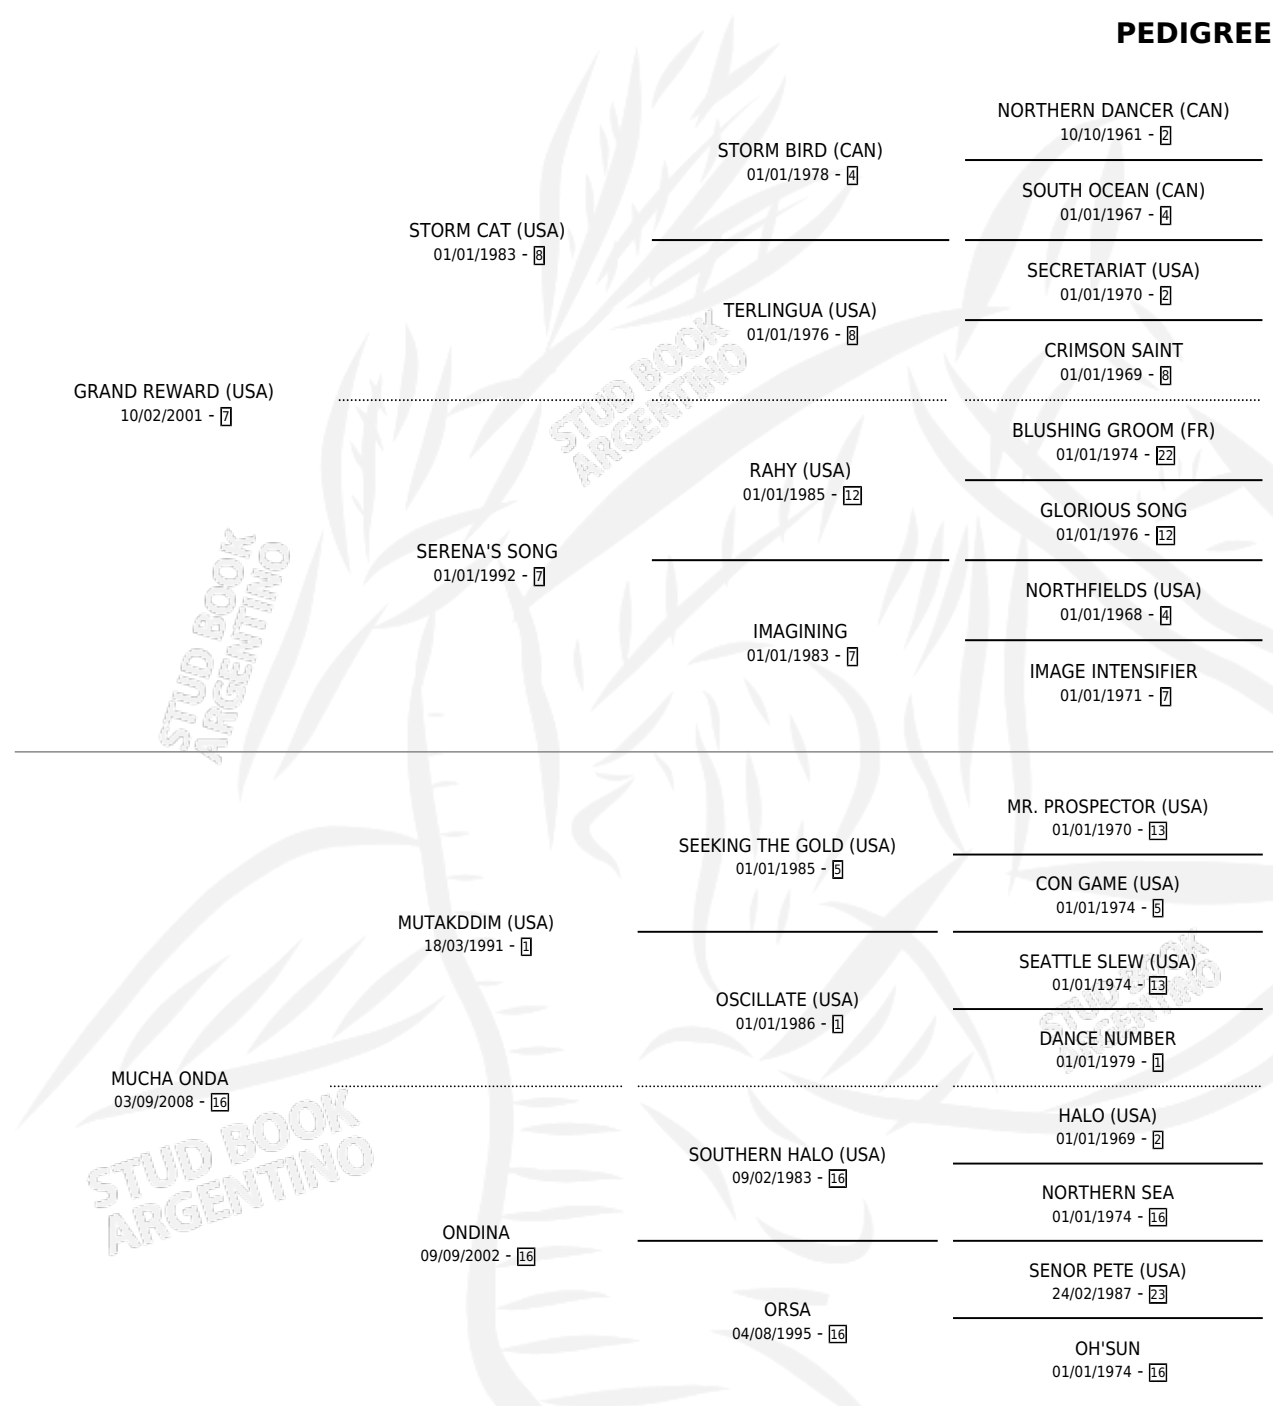 PEDIGREE
NORTHERN DANCER (CAN)
10/10/1961 - 2
STORM BIRD (CAN)
01/01/1978 - 4
SOUTH OCEAN (CAN)
01/01/1967 - 4
STORM CAT (USA)
01/01/1983 - 8
SECRETARIAT (USA)
01/01/1970 - 2
TERLINGUA (USA)
01/01/1976 - 8
CRIMSON SAINT
01/01/1969 - 8
GRAND REWARD (USA)
10/02/2001 - 7
BLUSHING GROOM (FR)
01/01/1974 - 22
RAHY (USA)
01/01/1985 - 12
GLORIOUS SONG
01/01/1976 - 12
SERENA'S SONG
01/01/1992 - 7
NORTHFIELDS (USA)
01/01/1968 - 4
IMAGINING
01/01/1983 - 7
IMAGE INTENSIFIER
01/01/1971 - 7
STUD BOOK
ARGENTINO
STUD BOOK
ARGENTINO
MR. PROSPECTOR (USA)
01/01/1970 - 13
SEEKING THE GOLD (USA)
01/01/1985 - 5
CON GAME (USA)
01/01/1974 - 5
MUTAKDDIM (USA)
18/03/1991 - 1
SEATTLE SLEW (USA)
01/01/1974 - 13
OSCILLATE (USA)
01/01/1986 - 1
DANCE NUMBER
01/01/1979 - 1
STUD BOOK
ARGENTINO
MUCHA ONDA
03/09/2008 - 16
HALO (USA)
01/01/1969 - 2
SOUTHERN HALO (USA)
09/02/1983 - 16
NORTHERN SEA
01/01/1974 - 16
ONDINA
09/09/2002 - 16
SENOR PETE (USA)
24/02/1987 - 23
ORSA
04/08/1995 - 16
OH'SUN
01/01/1974 - 16
STUD BOOK
ARGENTINO